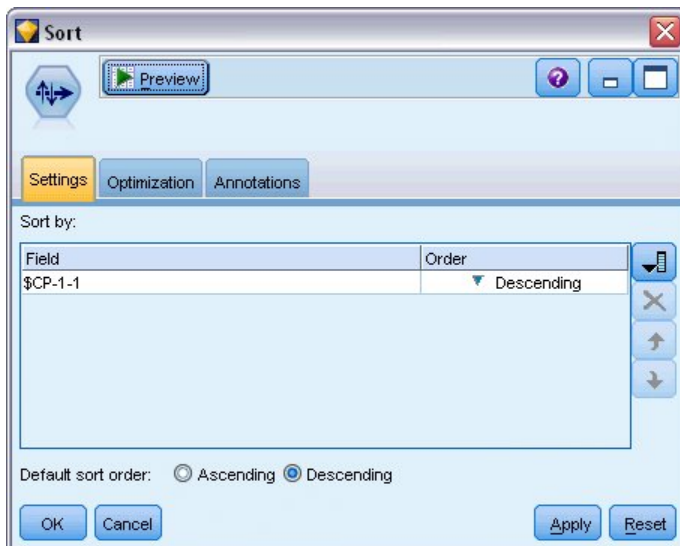 Sort
Preview
Settings Optimization Annotations
Sort by:
Field Order
$CP-1-1 Descending
Default sort order: Ascending Descending
OK Cancel Apply Reset